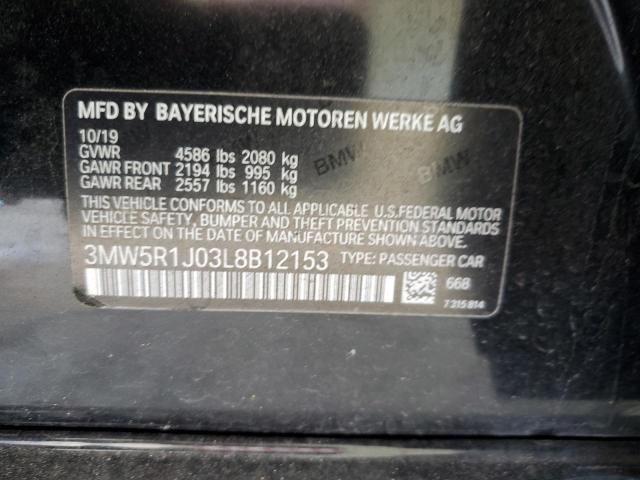 MFD BY BAYERISCHE MOTOREN WERKE AG
10/19
GVWR 4586 lbs 2080 kg
GAWR FRONT 2194 lbs 995 kg
GAWR REAR 2557 lbs 1160 kg
BMW BMW
THIS VEHICLE CONFORMS TO ALL APPLICABLE U.S.FEDERAL MOTOR
VEHICLE SAFETY, BUMPER AND THEFT PREVENTION STANDARDS
IN EFFECT ON THE DATE OF MANUFACTURE SHOWN ABOVE.
3MW5R1J03L8B12153 TYPE: PASSENGER CAR
668
7 315 814